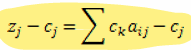 z_j − c_j = ∑ c_k a_ij − c_j